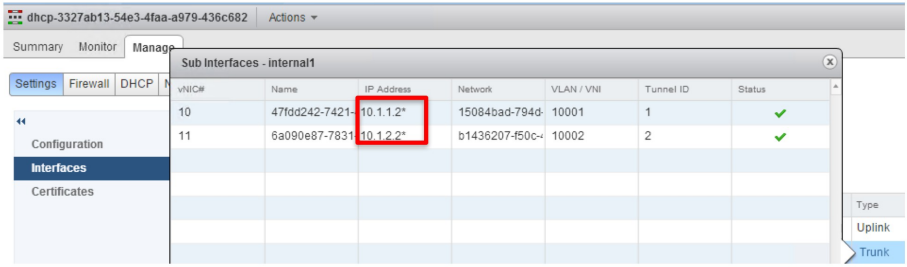 dhcp-3327ab13-54e3-4faa-a979-436c682 Actions
Summary Monitor Manage
Sub Interfaces - internal1
Settings Firewall DHCP N
vNIC# Name IP Address Network VLAN / VNI Tunnel ID Status
10 47fdd242-7421- 10.1.1.2* 15084bad-794d- 10001 1
11 6a090e87-7831- 10.1.2.2* b1436207-f50c-4 10002 2
Configuration
Interfaces
Certificates
Type
Uplink
Trunk